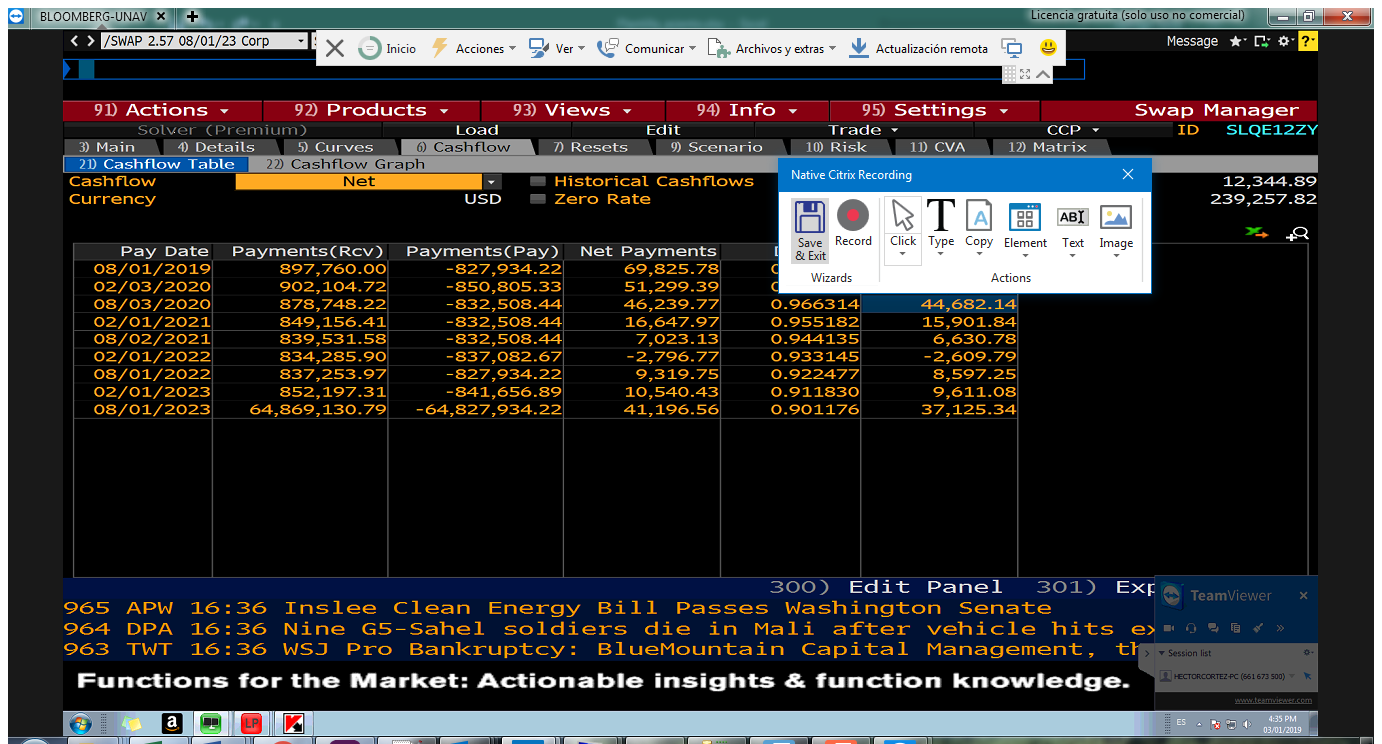 BLOOMBERG-UNAV
Licencia gratuita (solo uso no comercial)
/SWAP 2.57 08/01/23 Corp
Inicio Acciones Ver Comunicar Archivos y extras Actualización remota
Message
91) Actions 92) Products 93) Views 94) Info 95) Settings Swap Manager
Solver (Premium) Load Edit Trade CCP ID SLQE12ZY
3) Main 4) Details 5) Curves 6) Cashflow 7) Resets 9) Scenario 10) Risk 11) CVA 12) Matrix
21) Cashflow Table 22) Cashflow Graph
Cashflow Net Historical Cashflows 12,344.89
Currency USD Zero Rate 239,257.82
Native Citrix Recording
Save & Exit Record Click Type Copy Element Text Image
Wizards Actions
Pay Date Payments(Rcv) Payments(Pay) Net Payments
08/01/2019 897,760.00 -827,934.22 69,825.78
02/03/2020 902,104.72 -850,805.33 51,299.39
08/03/2020 878,748.22 -832,508.44 46,239.77 0.966314 44,682.14
02/01/2021 849,156.41 -832,508.44 16,647.97 0.955182 15,901.84
08/02/2021 839,531.58 -832,508.44 7,023.13 0.944135 6,630.78
02/01/2022 834,285.90 -837,082.67 -2,796.77 0.933145 -2,609.79
08/01/2022 837,253.97 -827,934.22 9,319.75 0.922477 8,597.25
02/01/2023 852,197.31 -841,656.89 10,540.43 0.911830 9,611.08
08/01/2023 64,869,130.79 -64,827,934.22 41,196.56 0.901176 37,125.34
300) Edit Panel 301) Exp
965 APW 16:36 Inslee Clean Energy Bill Passes Washington Senate
964 DPA 16:36 Nine G5-Sahel soldiers die in Mali after vehicle hits ex
963 TWT 16:36 WSJ Pro Bankruptcy: BlueMountain Capital Management, th
Functions for the Market: Actionable insights & function knowledge.
TeamViewer
Session list
HECTORCORTEZ-PC (661 673 500)
www.teamviewer.com
ES 4:35 PM
03/01/2019